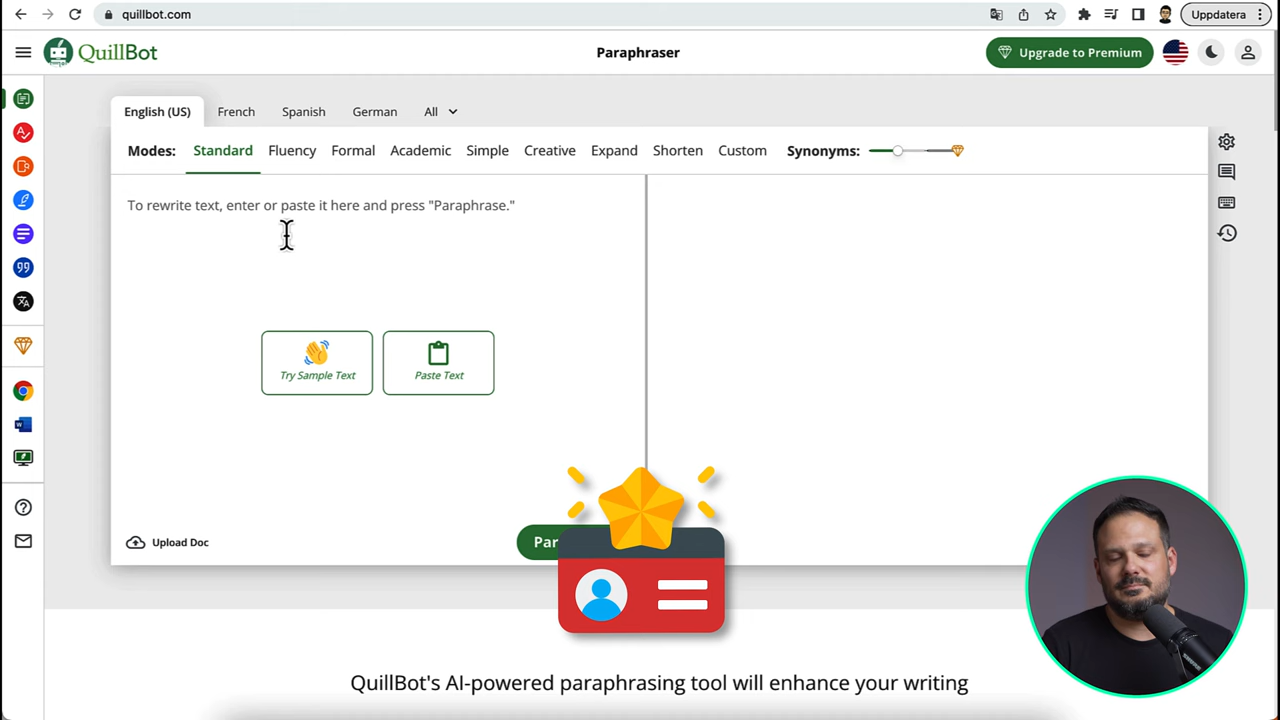 quillbot.com
Uppdatera
QuillBot
Paraphraser
Upgrade to Premium
English (US) French Spanish German All
Modes: Standard Fluency Formal Academic Simple Creative Expand Shorten Custom Synonyms:
To rewrite text, enter or paste it here and press "Paraphrase."
Try Sample Text Paste Text
Upload Doc
Par
QuillBot's AI-powered paraphrasing tool will enhance your writing